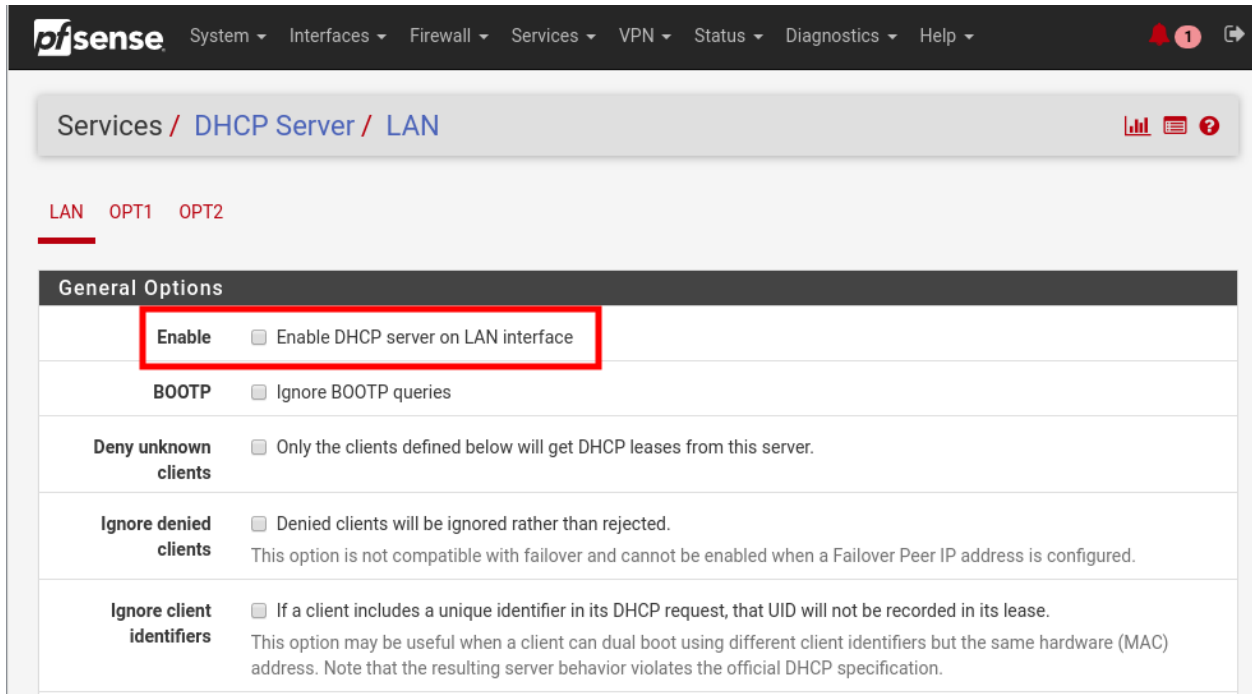 pfsense System Interfaces Firewall Services VPN Status Diagnostics Help 1
Services / DHCP Server / LAN
LAN OPT1 OPT2
General Options
Enable Enable DHCP server on LAN interface
BOOTP Ignore BOOTP queries
Deny unknown Only the clients defined below will get DHCP leases from this server.
clients
Ignore denied Denied clients will be ignored rather than rejected.
clients This option is not compatible with failover and cannot be enabled when a Failover Peer IP address is configured.
Ignore client If a client includes a unique identifier in its DHCP request, that UID will not be recorded in its lease.
identifiers This option may be useful when a client can dual boot using different client identifiers but the same hardware (MAC)
address. Note that the resulting server behavior violates the official DHCP specification.